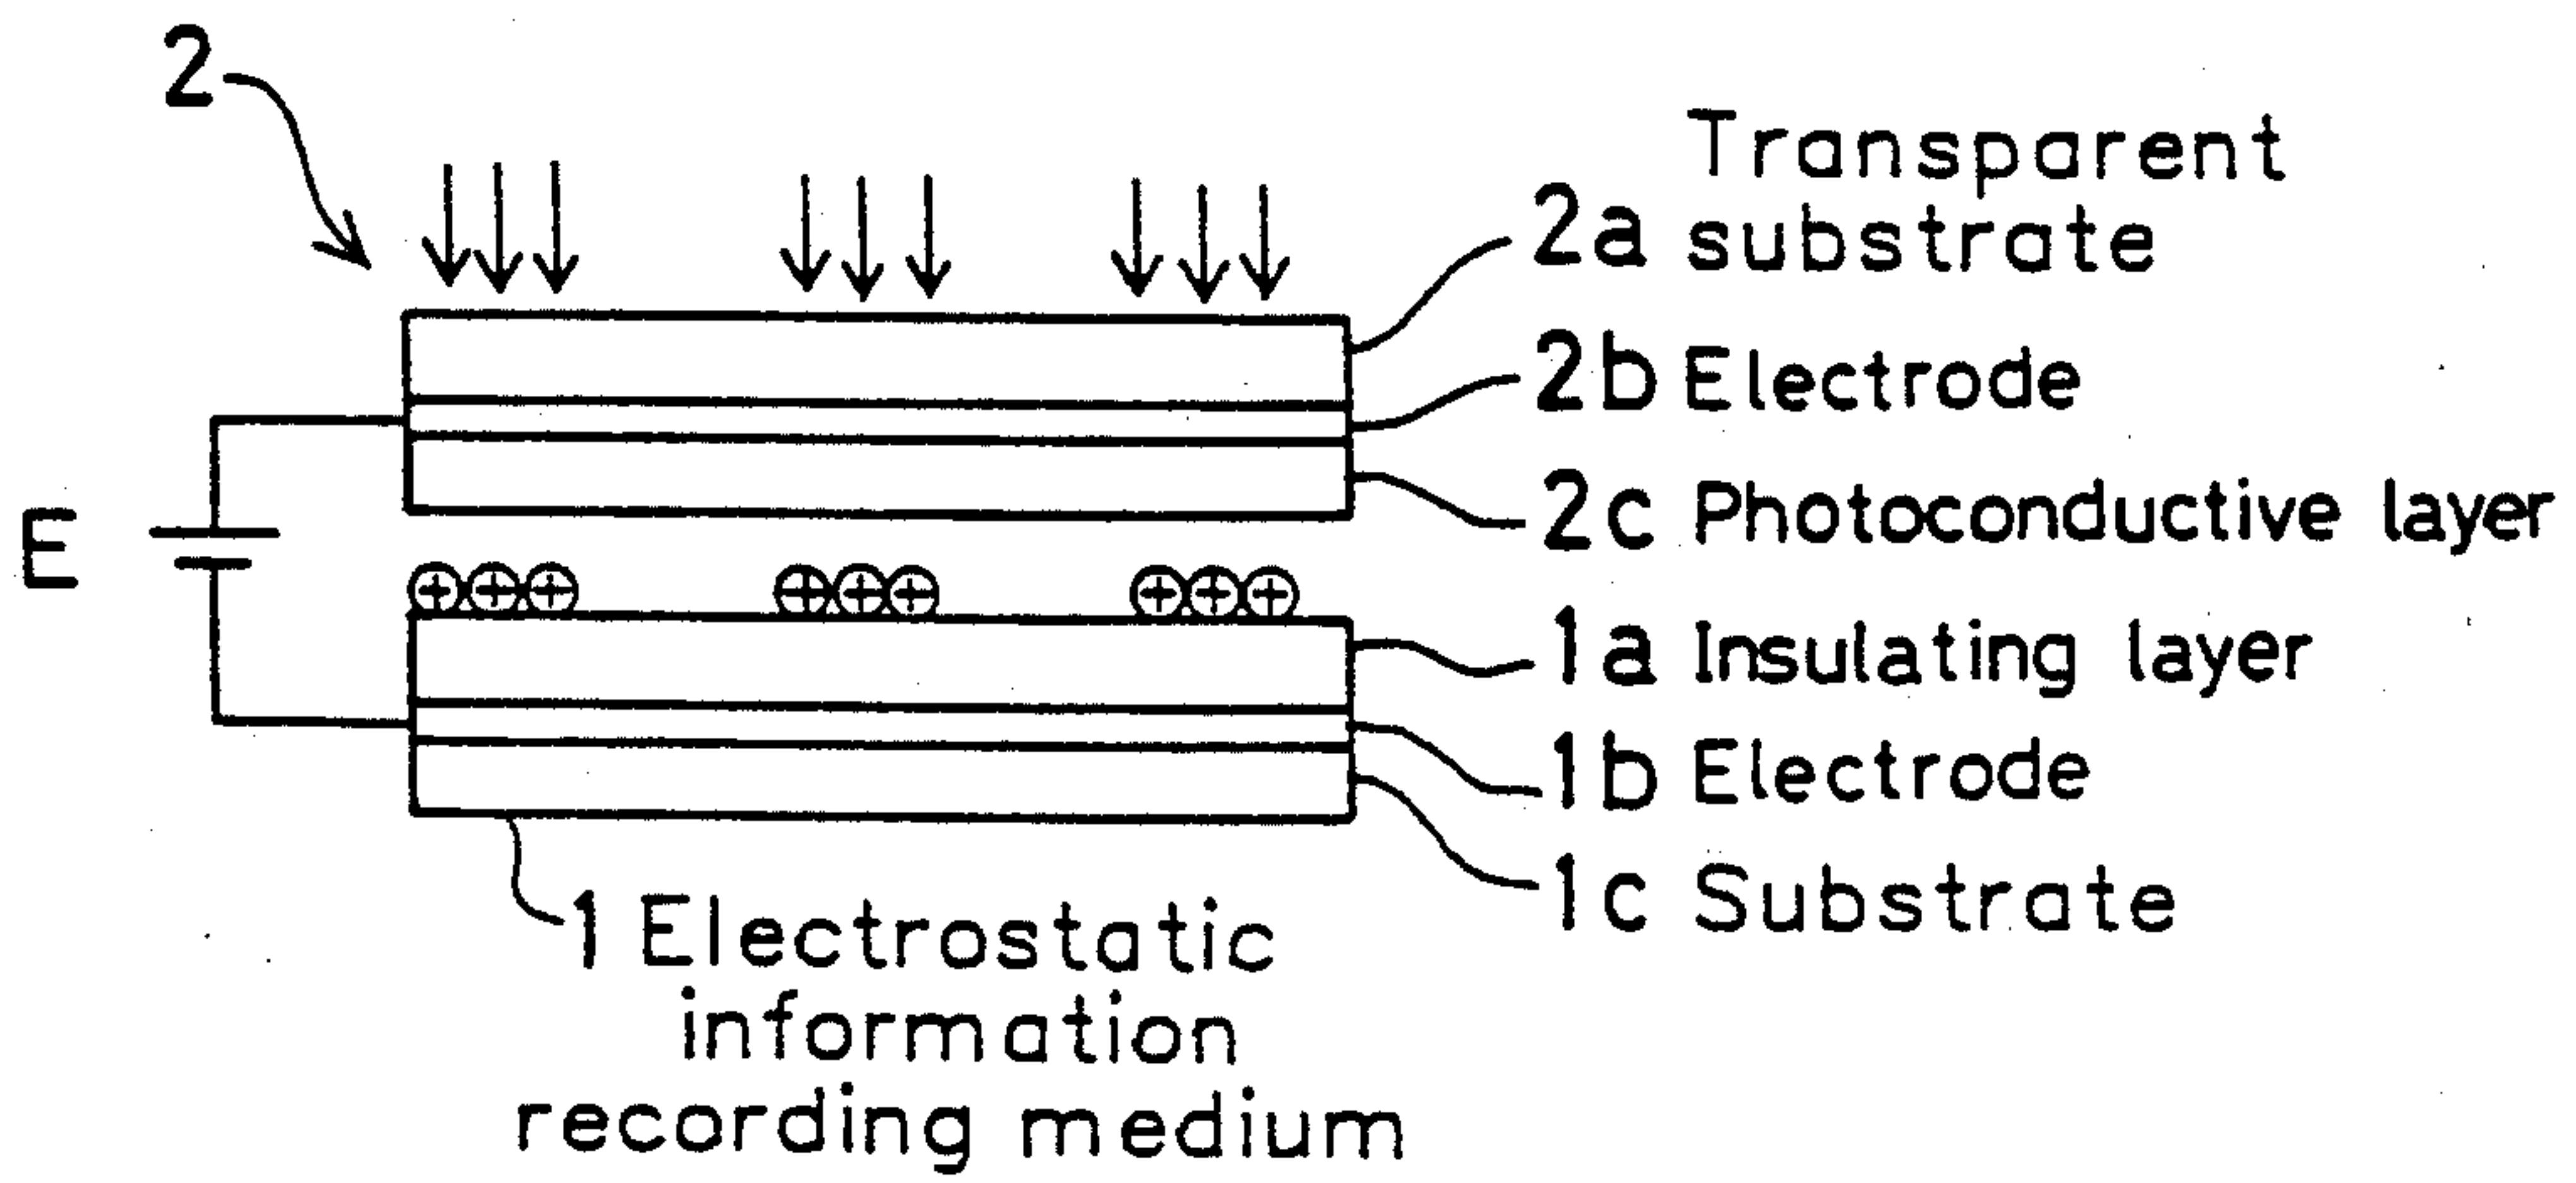 2
Transparent
2a substrate
2b Electrode
2c Photoconductive layer
E
1a Insulating layer
1b Electrode
1c Substrate
1 Electrostatic
information
recording medium